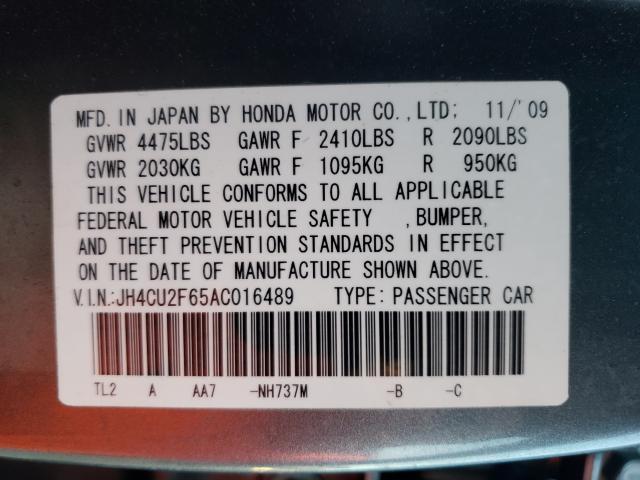 MFD. IN JAPAN BY HONDA MOTOR CO., LTD; 11/'09
GVWR 4475LBS GAWR F 2410LBS R 2090LBS
GVWR 2030KG GAWR F 1095KG R 950KG
THIS VEHICLE CONFORMS TO ALL APPLICABLE
FEDERAL MOTOR VEHICLE SAFETY , BUMPER,
AND THEFT PREVENTION STANDARDS IN EFFECT
ON THE DATE OF MANUFACTURE SHOWN ABOVE.
V.I.N.:JH4CU2F65AC016489 TYPE: PASSENGER CAR
TL2 A AA7 -NH737M -B -C